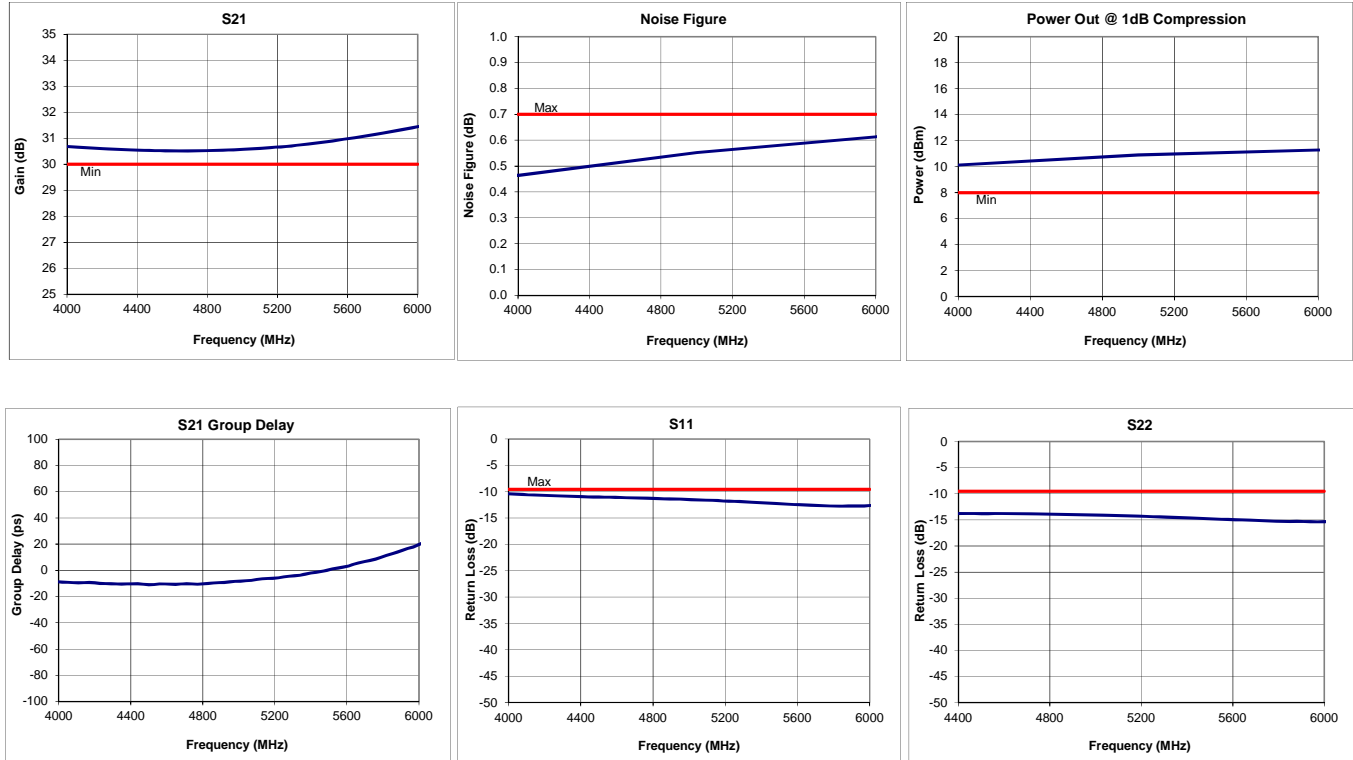 S21
35
34
33
32
31
30
29
28
27
26
25
Min
4000 4400 4800 5200 5600 6000
Gain (dB)
Frequency (MHz)
Noise Figure
1.0
0.9
0.8
0.7
0.6
0.5
0.4
0.3
0.2
0.1
0.0
Max
4000 4400 4800 5200 5600 6000
Noise Figure (dB)
Frequency (MHz)
Power Out @ 1dB Compression
20
18
16
14
12
10
8
6
4
2
0
Min
4000 4400 4800 5200 5600 6000
Power (dBm)
Frequency (MHz)
S21 Group Delay
100
80
60
40
20
0
-20
-40
-60
-80
-100
4000 4400 4800 5200 5600 6000
Group Delay (ps)
Frequency (MHz)
S11
0
-5
-10
-15
-20
-25
-30
-35
-40
-45
-50
Max
4000 4400 4800 5200 5600 6000
Return Loss (dB)
Frequency (MHz)
S22
0
-5
-10
-15
-20
-25
-30
-35
-40
-45
-50
4400 4800 5200 5600 6000
Return Loss (dB)
Frequency (MHz)